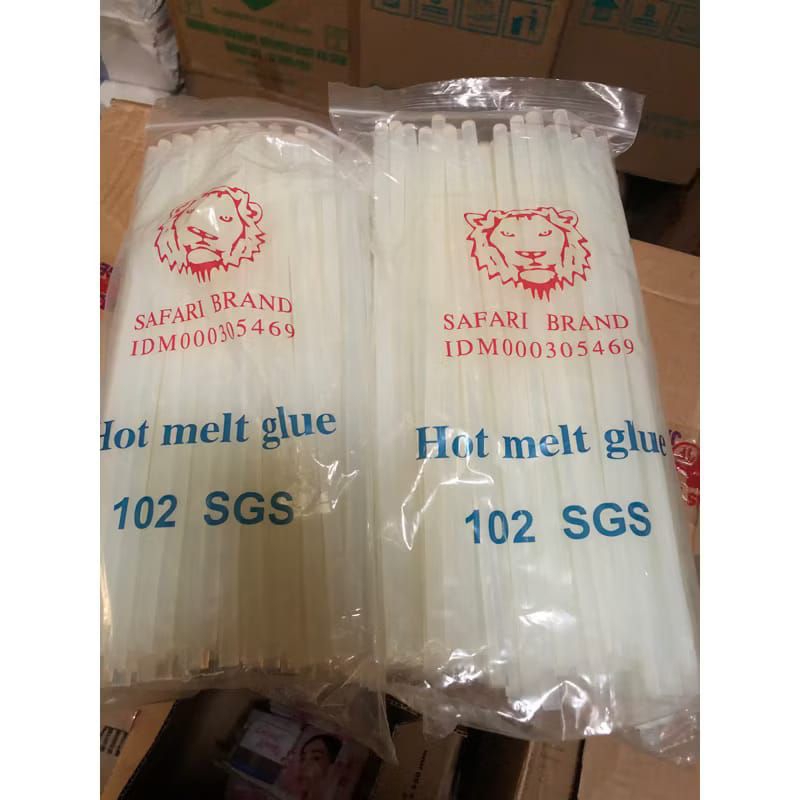 SAFARI BRAND
IDM000305469
Hot melt glue
102 SGS
SAFARI BRAND
IDM000305469
Hot melt glue
102 SGS